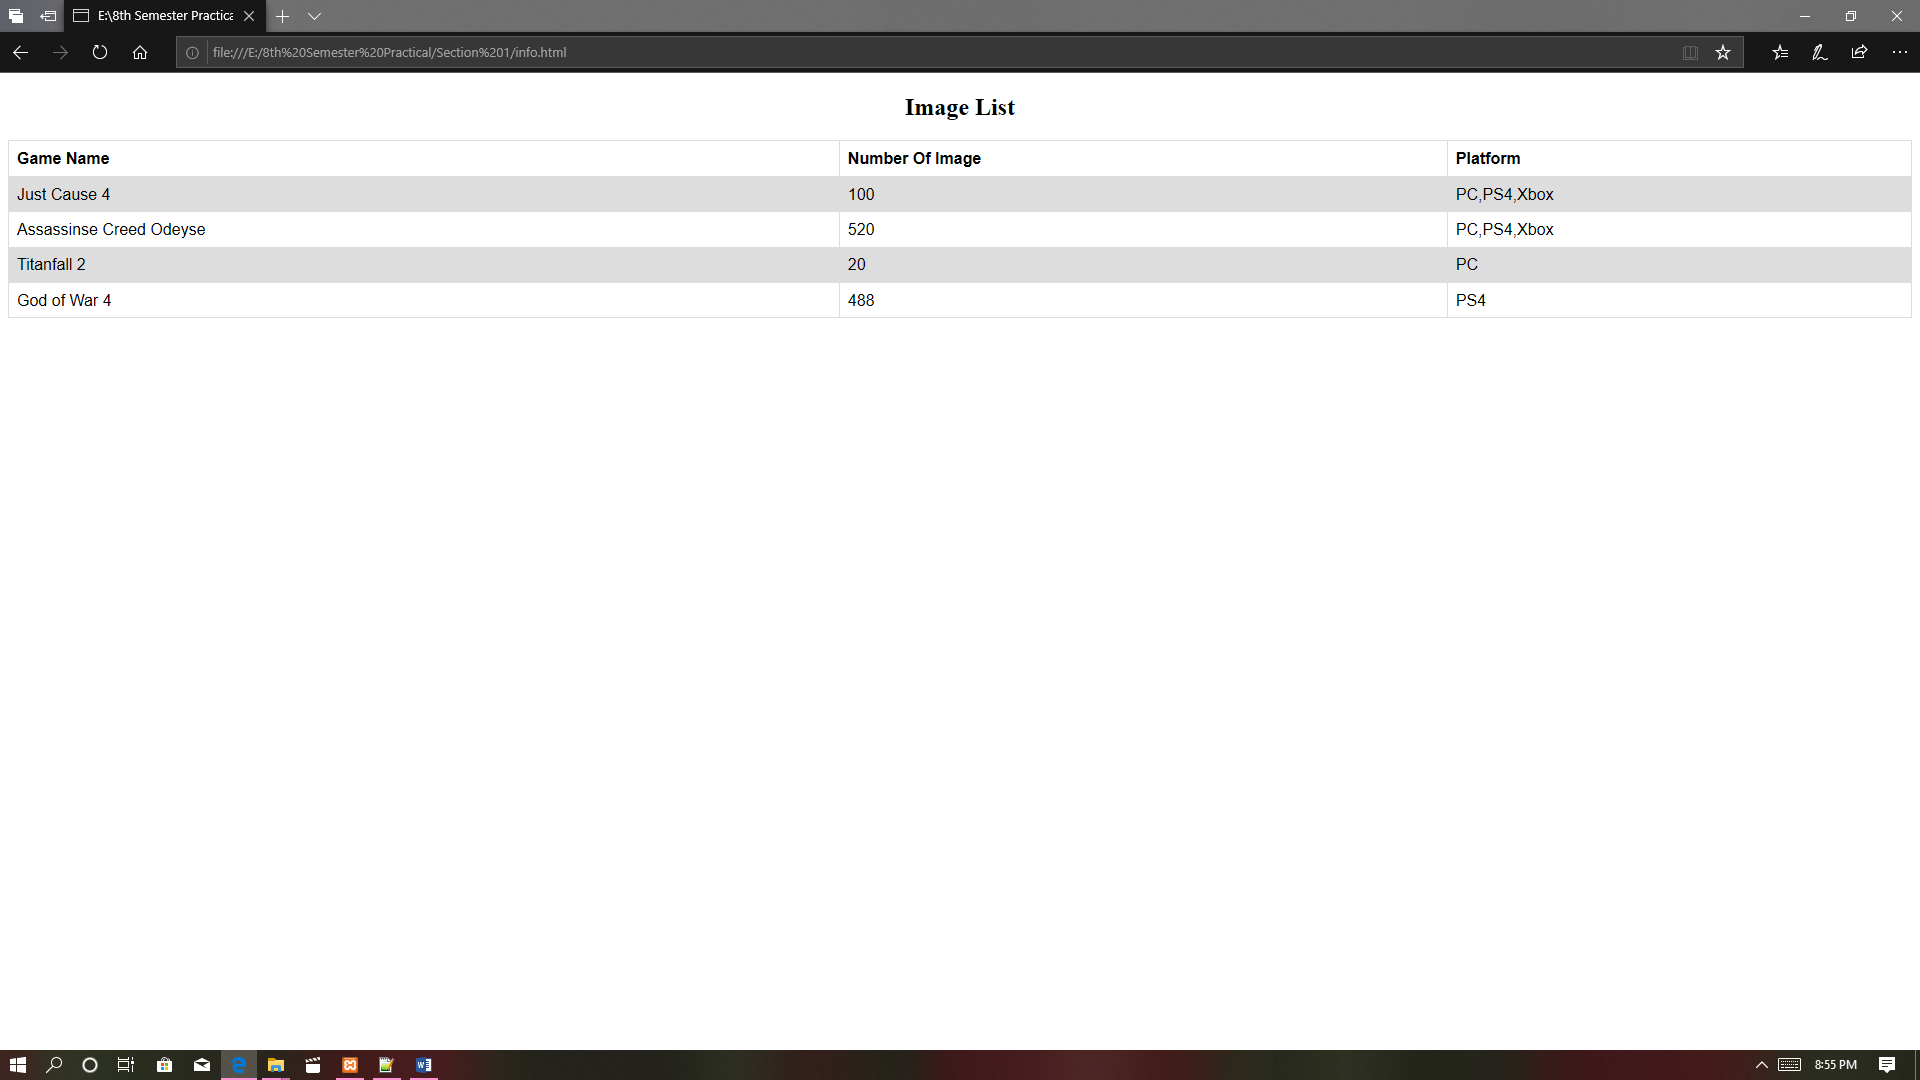 E:\8th Semester Practica
file:///E:/8th%20Semester%20Practical/Section%201/info.html
Image List
Game Name Number Of Image Platform
Just Cause 4 100 PC,PS4,Xbox
Assassinse Creed Odeyse 520 PC,PS4,Xbox
Titanfall 2 20 PC
God of War 4 488 PS4
8:55 PM